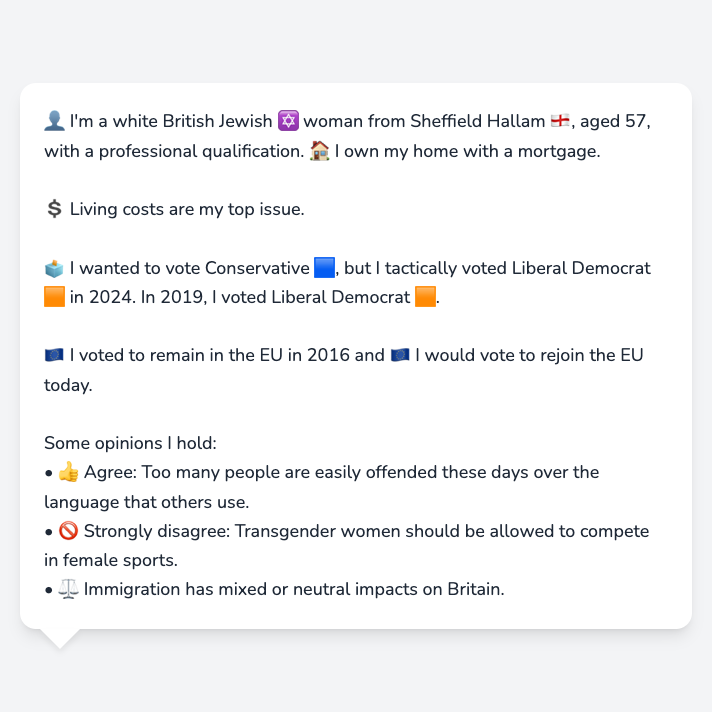 👤 I'm a white British Jewish ✡️ woman from Sheffield Hallam 🏴󠁧󠁢󠁥󠁮󠁧󠁿, aged 57,
with a professional qualification. 🏠 I own my home with a mortgage.
💲 Living costs are my top issue.
🗳️ I wanted to vote Conservative 🟦, but I tactically voted Liberal Democrat
🟧 in 2024. In 2019, I voted Liberal Democrat 🟧.
🇪🇺 I voted to remain in the EU in 2016 and 🇪🇺 I would vote to rejoin the EU
today.
Some opinions I hold:
• 👍 Agree: Too many people are easily offended these days over the
language that others use.
• 🚫 Strongly disagree: Transgender women should be allowed to compete
in female sports.
• ⚖️ Immigration has mixed or neutral impacts on Britain.